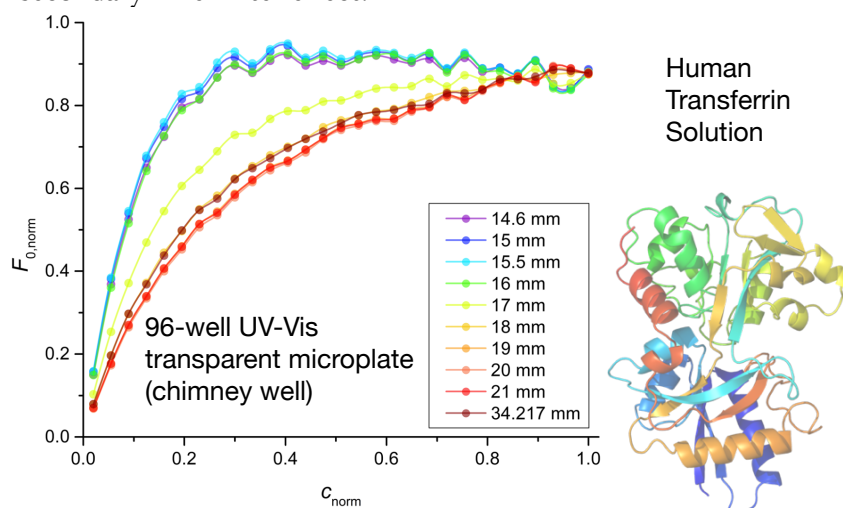 1.0
0.8
0.6
0.4
0.2
0.0
F0,norm
0.0 0.2 0.4 0.6 0.8 1.0
cnorm
96-well UV-Vis
transparent microplate
(chimney well)
14.6 mm
15 mm
15.5 mm
16 mm
17 mm
18 mm
19 mm
20 mm
21 mm
34.217 mm
Human
Transferrin
Solution